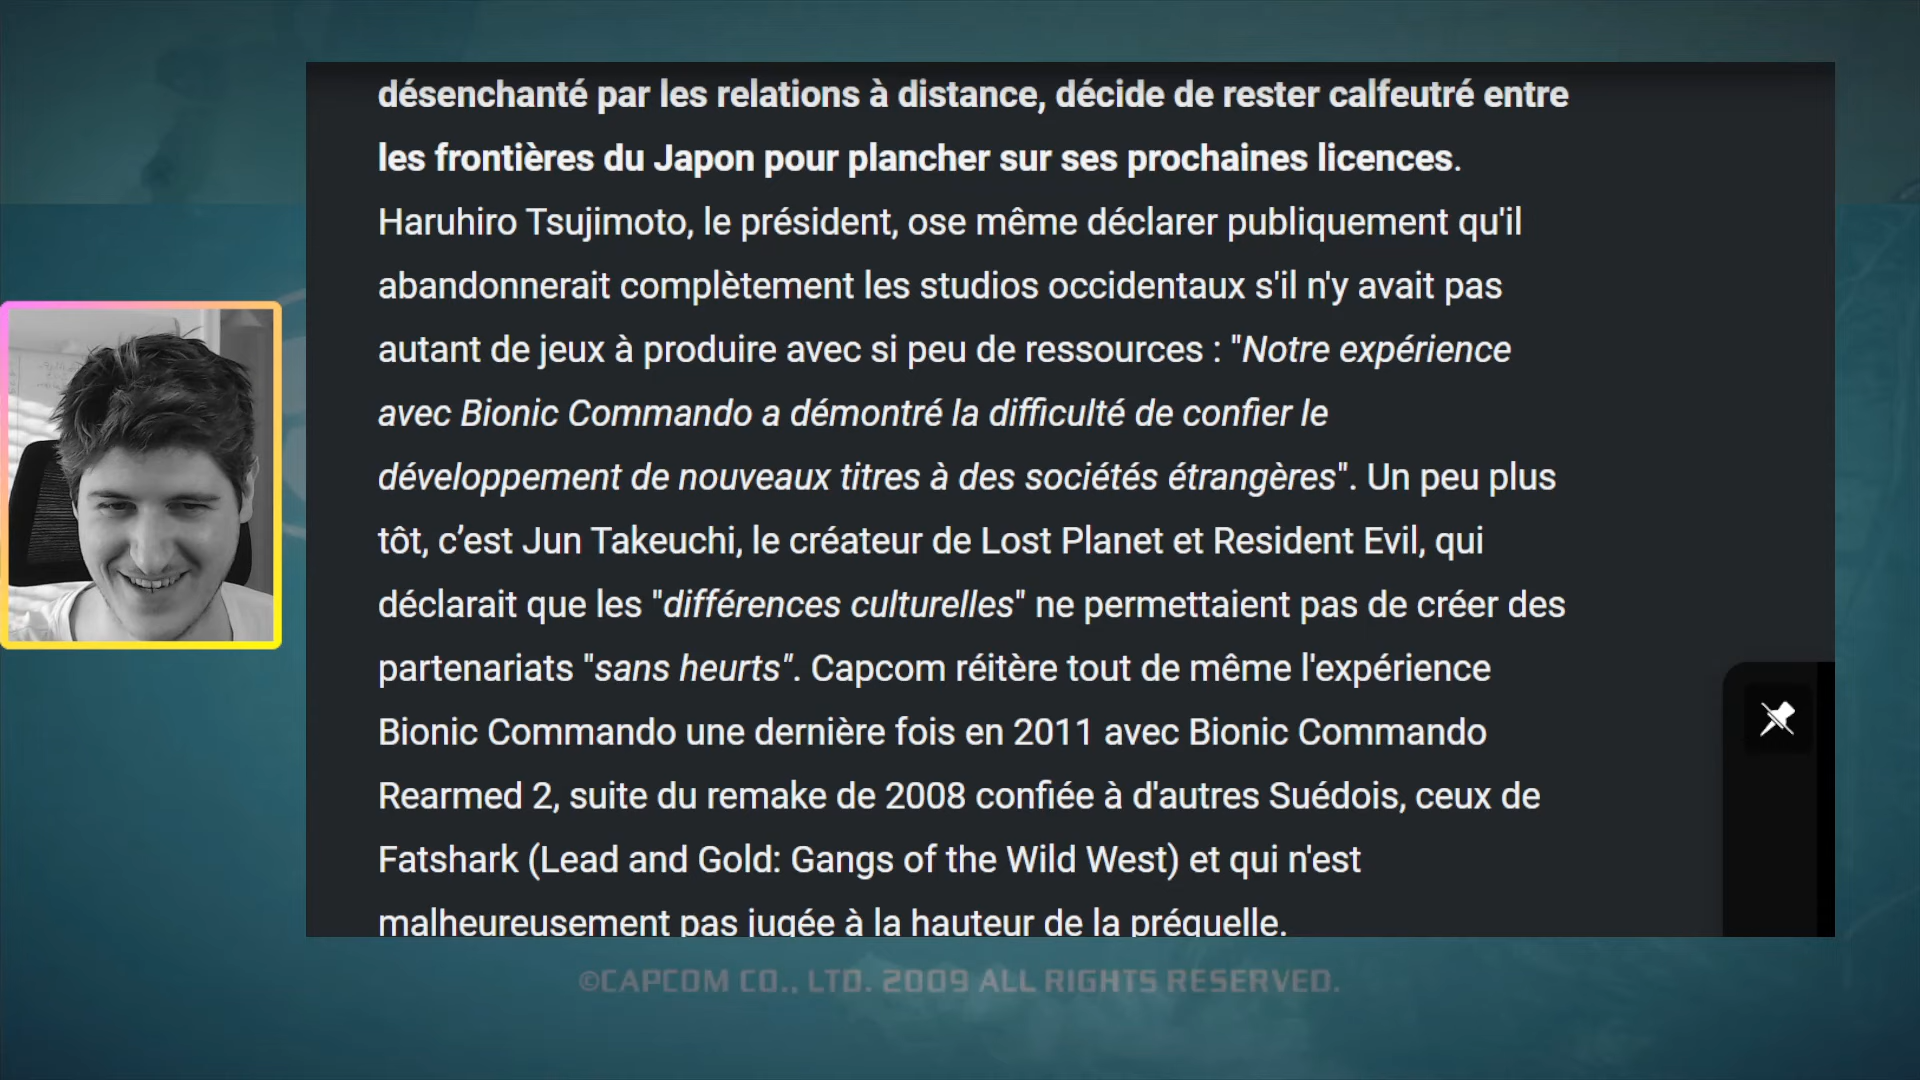 désenchanté par les relations à distance, décide de rester calfeutré entre
les frontières du Japon pour plancher sur ses prochaines licences.
Haruhiro Tsujimoto, le président, ose même déclarer publiquement qu'il
abandonnerait complètement les studios occidentaux s'il n'y avait pas
autant de jeux à produire avec si peu de ressources : "Notre expérience
avec Bionic Commando a démontré la difficulté de confier le
développement de nouveaux titres à des sociétés étrangères". Un peu plus
tôt, c’est Jun Takeuchi, le créateur de Lost Planet et Resident Evil, qui
déclarait que les "différences culturelles" ne permettaient pas de créer des
partenariats "sans heurts". Capcom réitère tout de même l'expérience
Bionic Commando une dernière fois en 2011 avec Bionic Commando
Rearmed 2, suite du remake de 2008 confiée à d'autres Suédois, ceux de
Fatshark (Lead and Gold: Gangs of the Wild West) et qui n'est
malheureusement pas jugée à la hauteur de la préquelle.
©CAPCOM CO., LTD. 2009 ALL RIGHTS RESERVED.